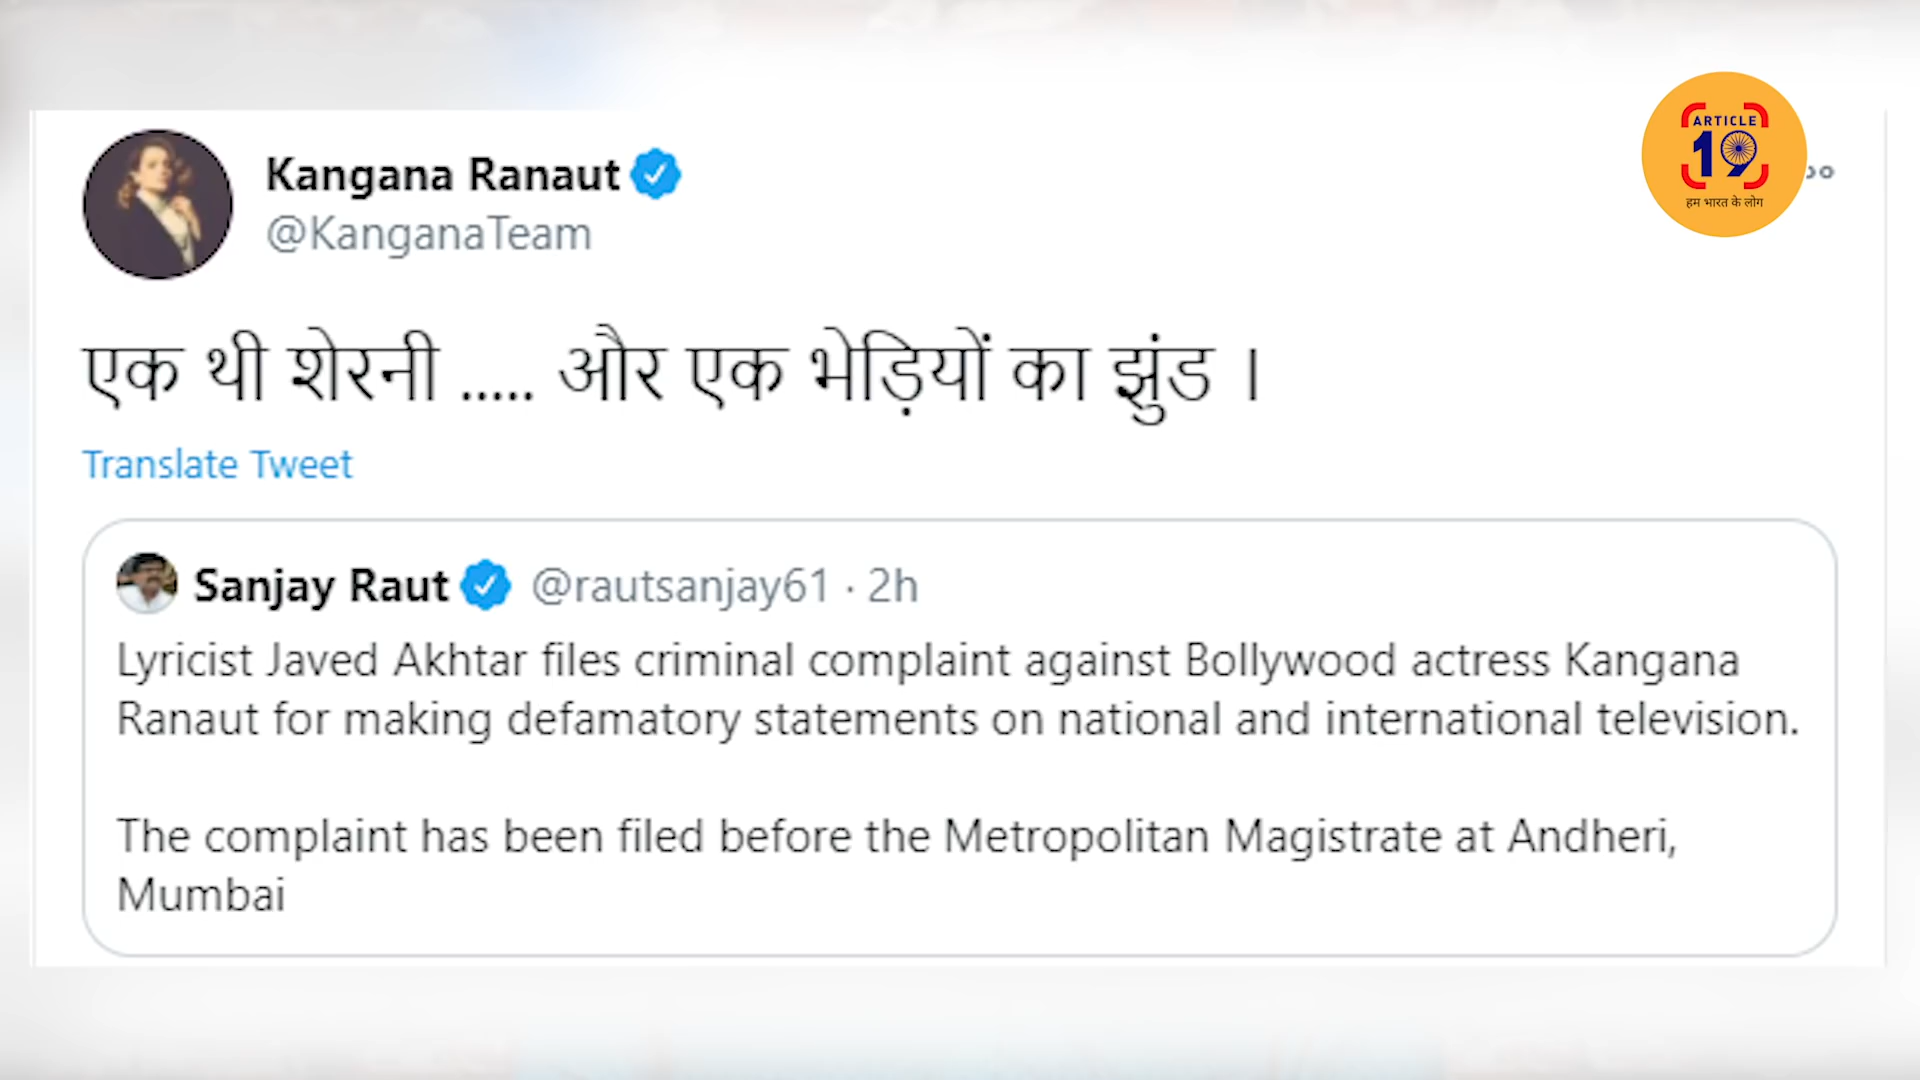 ARTICLE
19
हम भारत के लोग
Kangana Ranaut
@KanganaTeam
एक थी शेरनी ..... और एक भेड़ियों का झुंड ।
Translate Tweet
Sanjay Raut @rautsanjay61 · 2h
Lyricist Javed Akhtar files criminal complaint against Bollywood actress Kangana
Ranaut for making defamatory statements on national and international television.
The complaint has been filed before the Metropolitan Magistrate at Andheri,
Mumbai